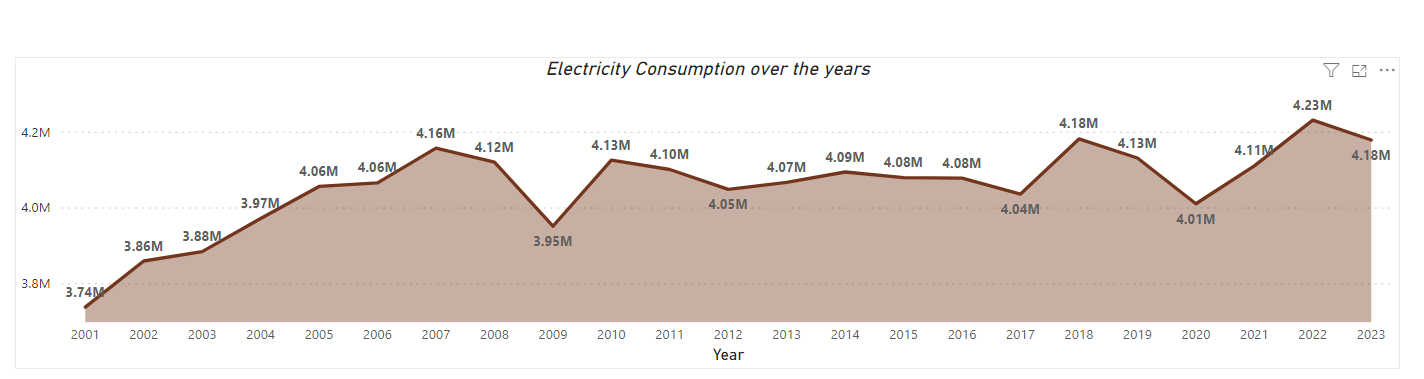 Electricity Consumption over the years
4.2M
4.0M
3.8M
3.74M
3.86M
3.88M
3.97M
4.06M
4.06M
4.16M
4.12M
3.95M
4.13M
4.10M
4.05M
4.07M
4.09M
4.08M
4.08M
4.04M
4.18M
4.13M
4.01M
4.11M
4.23M
4.18M
2001 2002 2003 2004 2005 2006 2007 2008 2009 2010 2011 2012 2013 2014 2015 2016 2017 2018 2019 2020 2021 2022 2023
Year